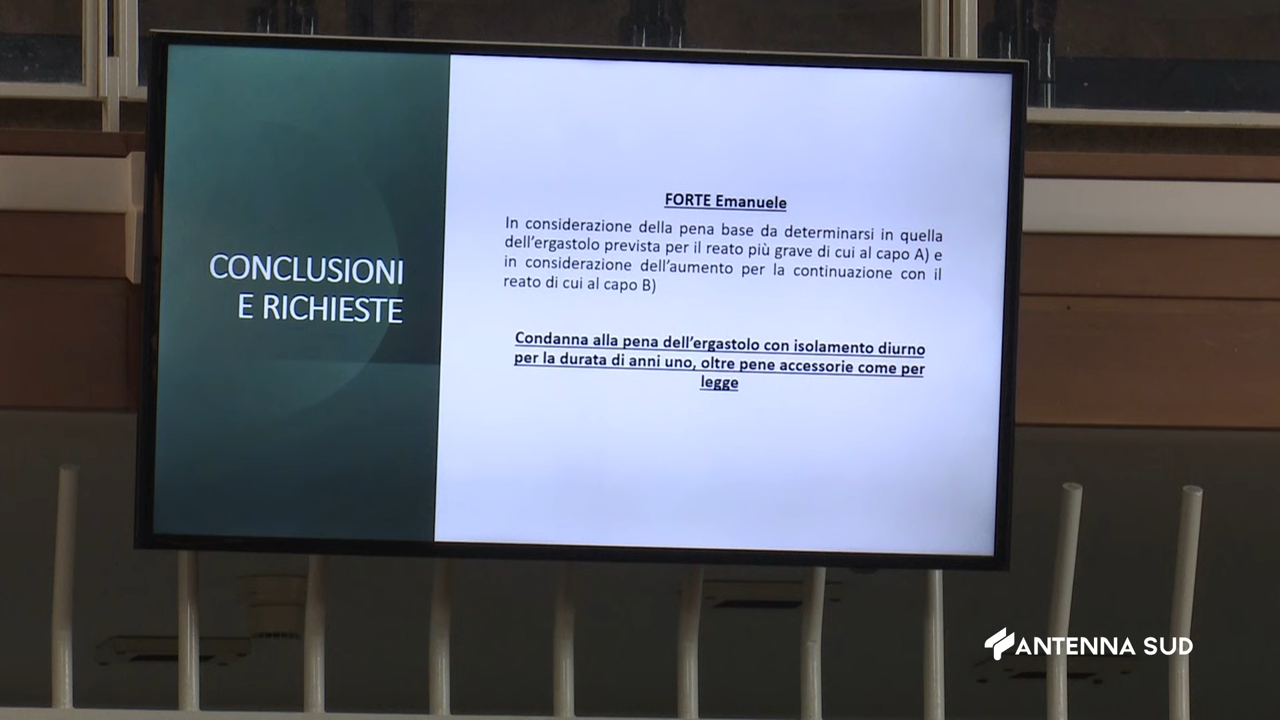 CONCLUSIONI
E RICHIESTE
FORTE Emanuele
In considerazione della pena base da determinarsi in quella
dell'ergastolo prevista per il reato più grave di cui al capo A) e
in considerazione dell'aumento per la continuazione con il
reato di cui al capo B)
Condanna alla pena dell'ergastolo con isolamento diurno
per la durata di anni uno, oltre pene accessorie come per
legge
ANTENNA SUD